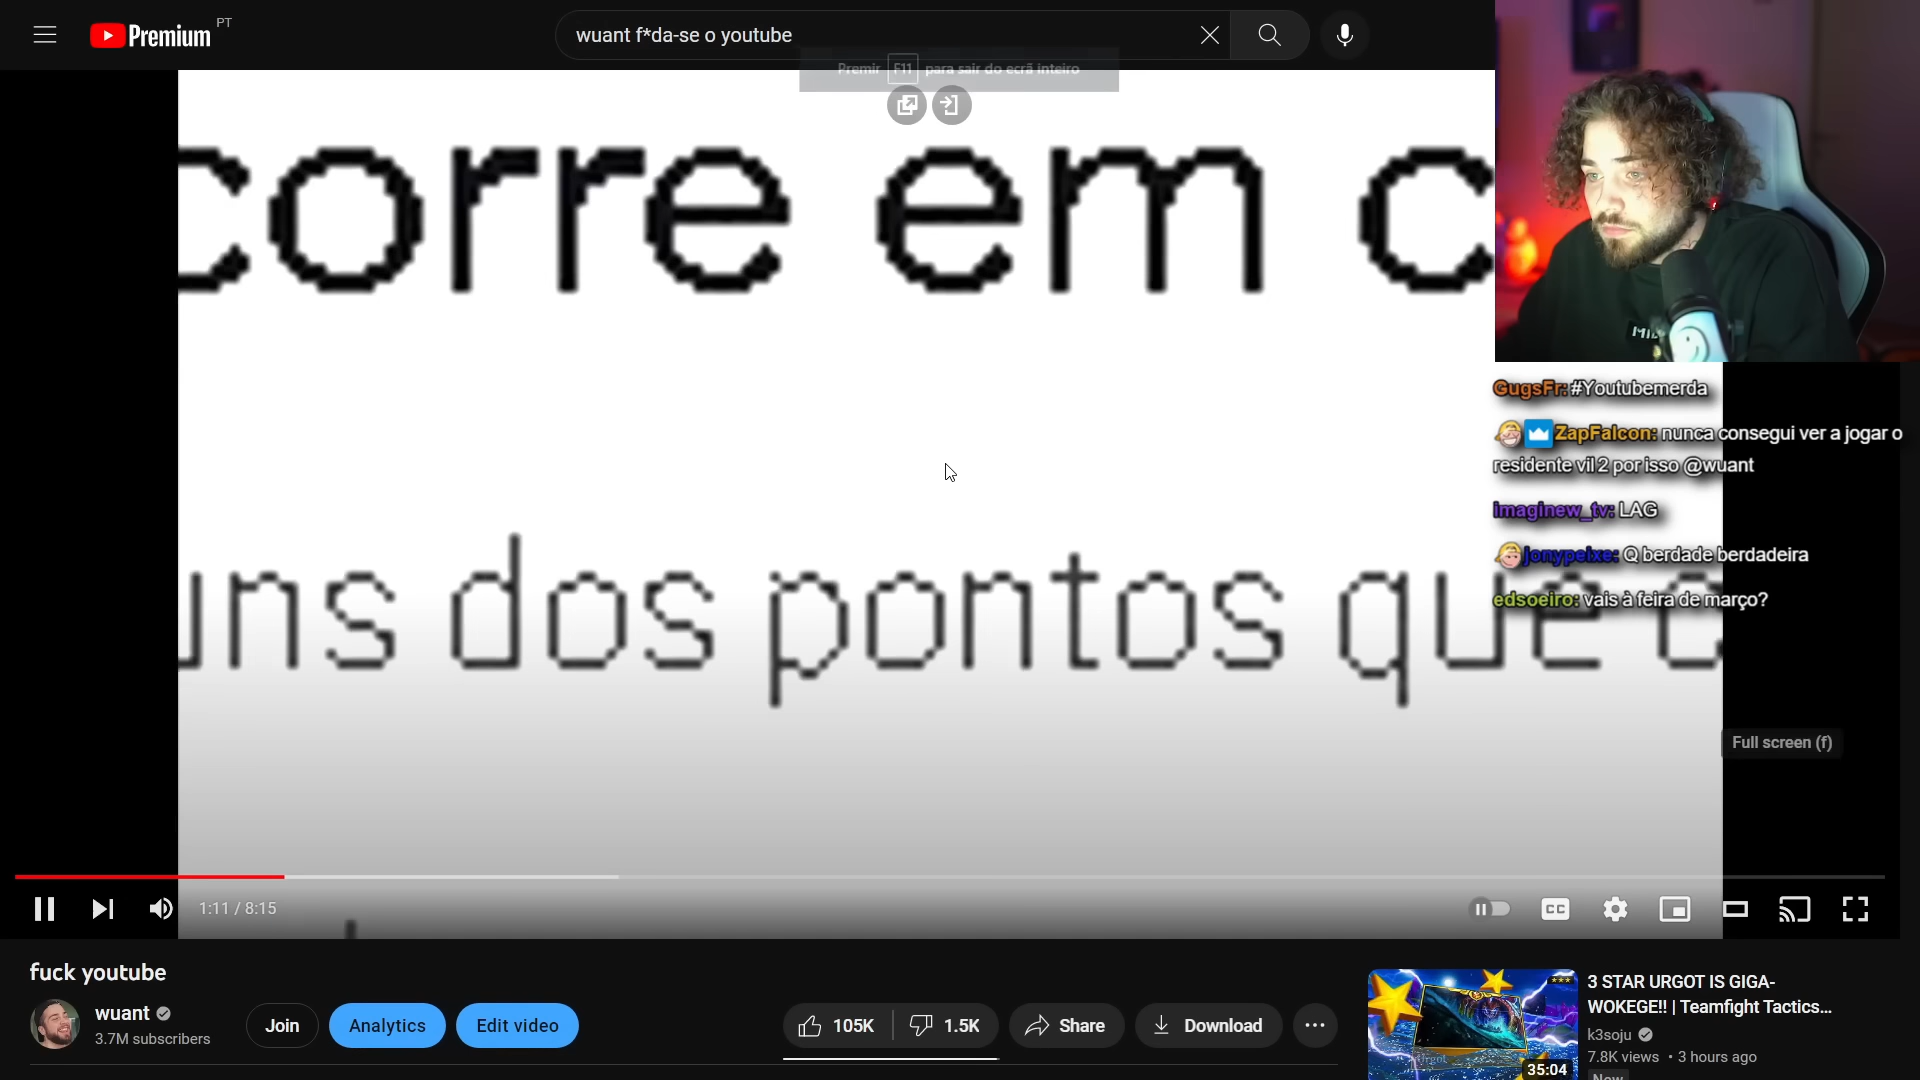 Premium PT
wuant f*da-se o youtube
Premir F11 para sair do ecrã inteiro
corre em c
uns dos pontos que
GugsFr: #Youtubemerda
ZapFalcon: nunca consegui ver a jogar o
residente vil 2 por isso @wuant
imaginew_tv: LAG
jonypeixe: Q berdade berdadeira
edsoeiro: vais à feira de março?
Full screen (f)
1:11 / 8:15
CC
fuck youtube
wuant
3.7M subscribers
Join
Analytics
Edit video
105K
1.5K
Share
Download
3 STAR URGOT IS GIGA-
WOKEGE!! | Teamfight Tactics...
k3soju
7.8K views • 3 hours ago
New
35:04